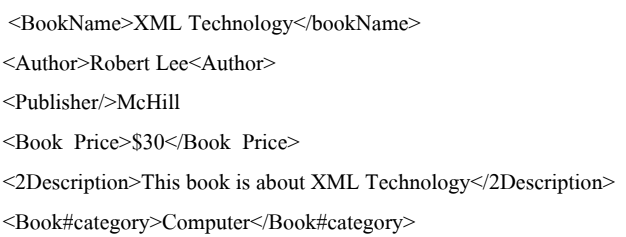 <BookName>XML Technology</bookName>
<Author>Robert Lee<Author>
<Publisher/>McHill
<Book  Price>$30</Book  Price>
<2Description>This book is about XML Technology</2Description>
<Book#category>Computer</Book#category>